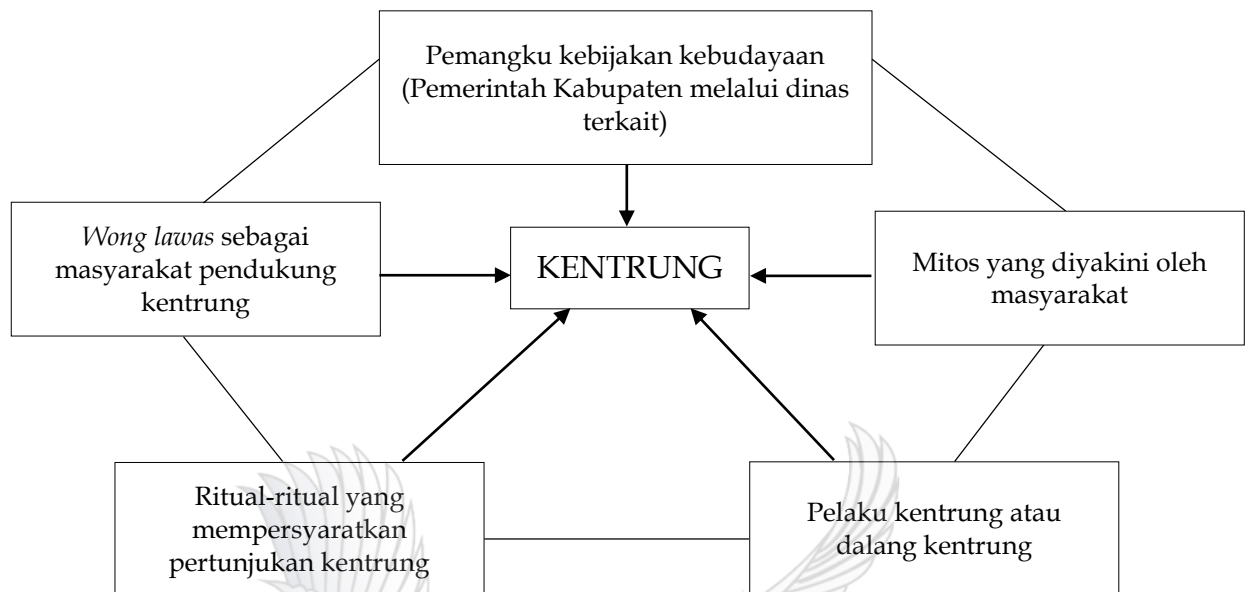 Pemangku kebijakan kebudayaan
(Pemerintah Kabupaten melalui dinas
terkait)
Wong lawas sebagai
masyarakat pendukung
kentrung
KENTRUNG
Mitos yang diyakini oleh
masyarakat
Ritual-ritual yang
mempersyaratkan
pertunjukan kentrung
Pelaku kentrung atau
dalang kentrung